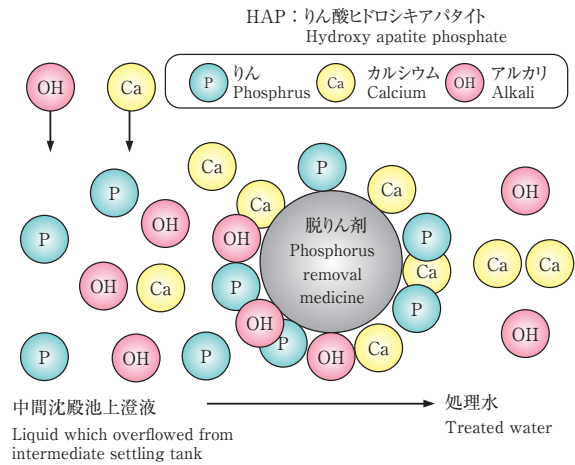 HAP：りん酸ヒドロシキアパタイト
Hydroxy apatite phosphate
P りん Phosphrus
Ca カルシウム Calcium
OH アルカリ Alkali
OH
Ca
Ca
P
Ca
P
Ca
OH
OH
P
OH
P
Ca
Ca
Ca
OH
Ca
P
P
OH
P
OH
Ca
P
OH
P
OH
脱りん剤
Phosphorus
removal
medicine
中間沈殿池上澄液
Liquid which overflowed from
intermediate settling tank
処理水
Treated water